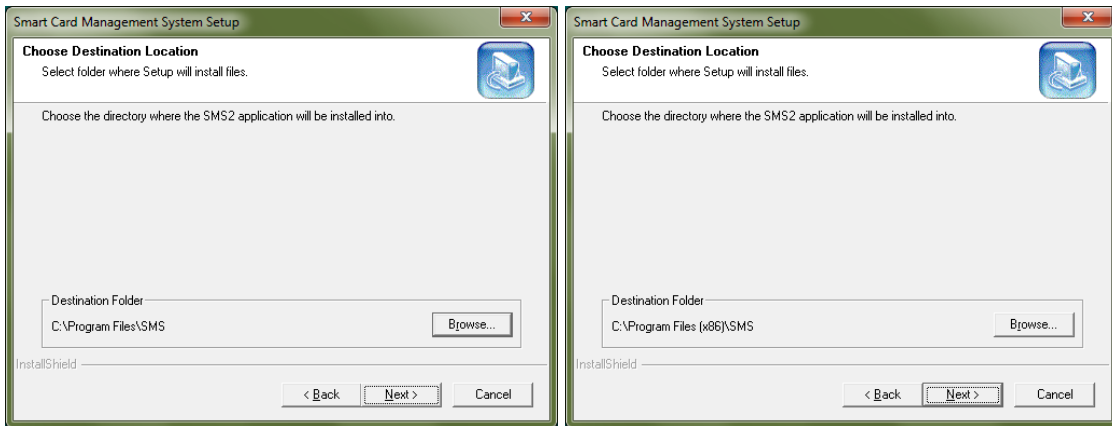 Smart Card Management System Setup
Choose Destination Location
Select folder where Setup will install files.
Choose the directory where the SMS2 application will be installed into.
Destination Folder
C:\Program Files\SMS
Browse...
InstallShield
< Back
Next >
Cancel
Smart Card Management System Setup
Choose Destination Location
Select folder where Setup will install files.
Choose the directory where the SMS2 application will be installed into.
Destination Folder
C:\Program Files (x86)\SMS
Browse...
InstallShield
< Back
Next >
Cancel